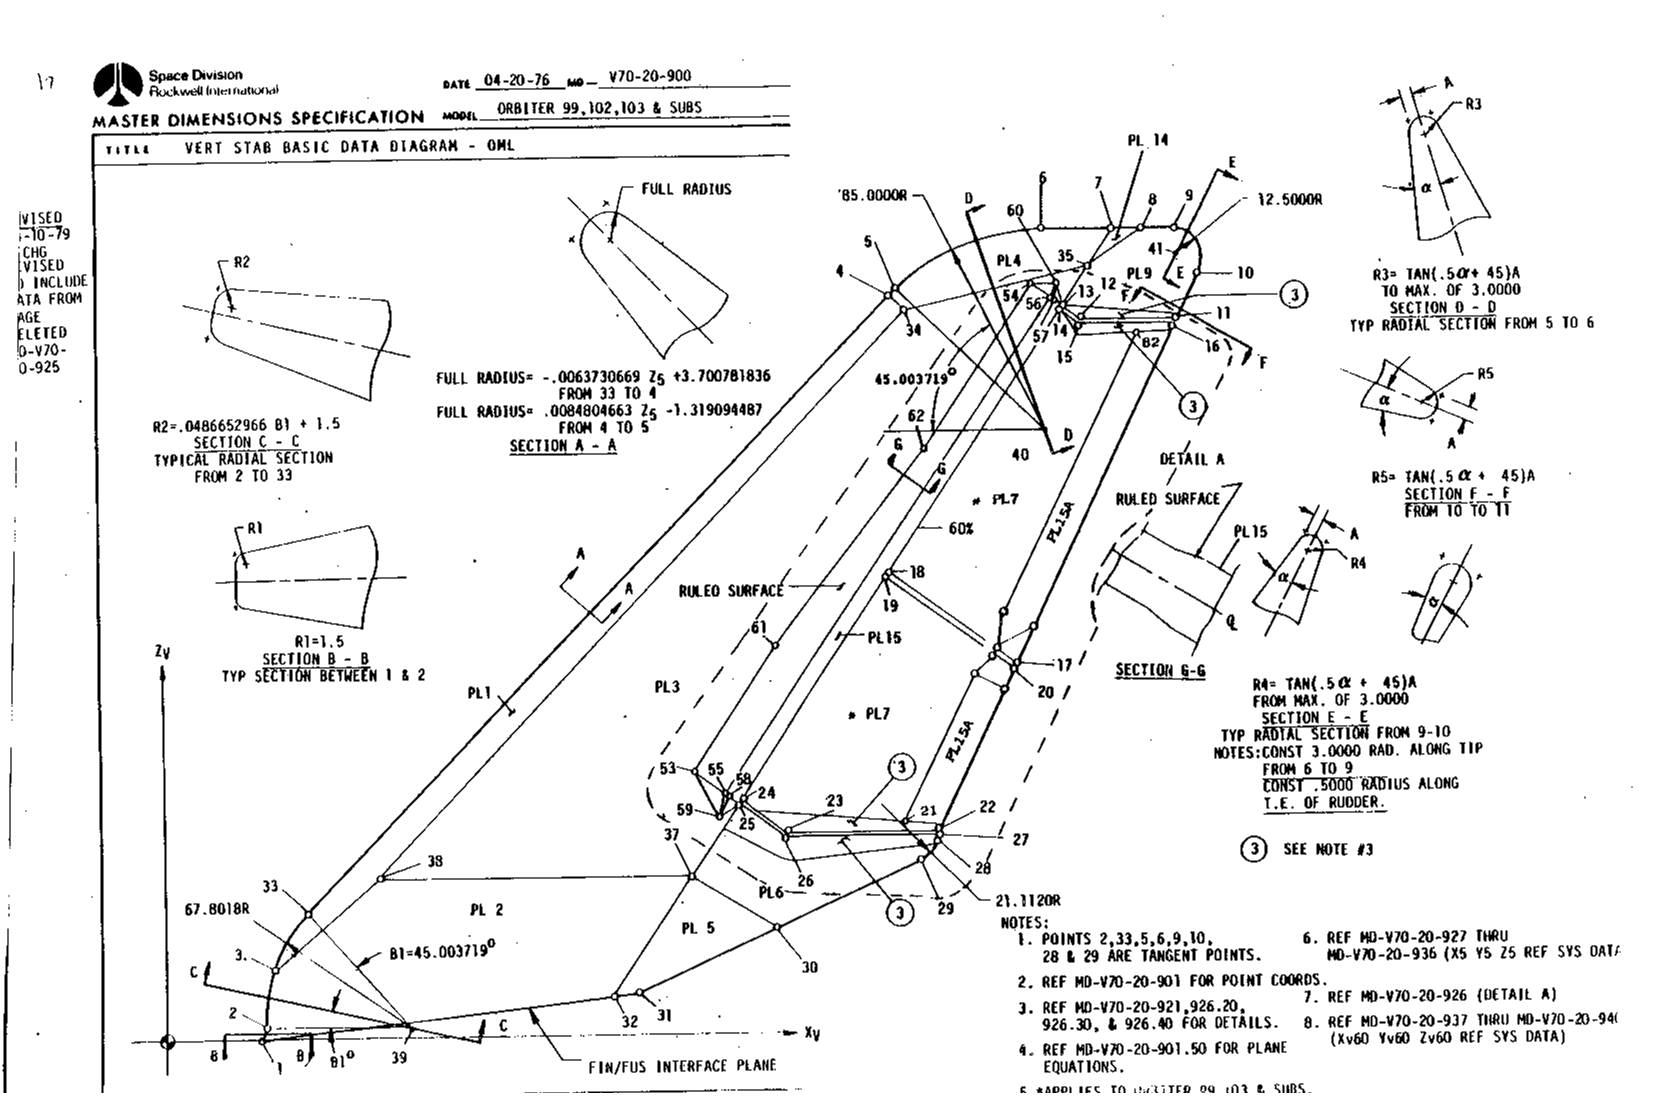 17
Space Division
Rockwell International
DATE 04-20-76 MD— V70-20-900
MASTER DIMENSIONS SPECIFICATION
MODEL ORBITER 99,102,103 & SUBS
TITLE VERT STAB BASIC DATA DIAGRAM - OML
VISED
-10-79
CHG
VISED
INCLUDE
ATA FROM
AGE
ELETED
D-V70-
0-925
R2
R2=.0486652966 B1 + 1.5
SECTION C - C
TYPICAL RADIAL SECTION
FROM 2 TO 33
FULL RADIUS
FULL RADIUS= -.0063730669 Z5 +3.700781836
FROM 33 TO 4
FULL RADIUS= .0084804663 Z5 -1.319094487
FROM 4 TO 5
SECTION A - A
R1
R1=1.5
SECTION B - B
TYP SECTION BETWEEN 1 & 2
85.0000R
D
60
6
7
PL 14
8
9
E
12.5000R
5
4
PL4
35
41
PL9
E
10
54
56
13
12
F
3
34
57
14
15
82
11
16
F
45.003719°
3
62
G
G
40
D
PL7
60%
PL15A
A
A
18
19
RULED SURFACE
PL15
61
PL3
PL1
17
20
PL7
PL15A
3
53
55
58
24
59
25
23
21
22
27
37
26
28
PL6
3
29
21.1120R
38
33
67.8018R
PL 2
PL 5
B1=45.003719°
3.
C
30
2
C
32
31
B
B
1
B1°
39
FIN/FUS INTERFACE PLANE
Zv
Xv
A
R3
α
R3= TAN(.5α+ 45)A
TO MAX. OF 3.0000
SECTION D - D
TYP RADIAL SECTION FROM 5 TO 6
R5
α
A
R5= TAN(.5α + 45)A
SECTION F - F
FROM 10 TO 11
DETAIL A
RULED SURFACE
PL15
SECTION G-G
A
R4
α
α
R4= TAN(.5α + 45)A
FROM MAX. OF 3.0000
SECTION E - E
TYP RADIAL SECTION FROM 9-10
NOTES:CONST 3.0000 RAD. ALONG TIP
FROM 6 TO 9
CONST .5000 RADIUS ALONG
T.E. OF RUDDER.
3 SEE NOTE #3
NOTES:
1. POINTS 2,33,5,6,9,10,
28 & 29 ARE TANGENT POINTS.
2. REF MD-V70-20-901 FOR POINT COORDS.
3. REF MD-V70-20-921,926.20,
926.30, & 926.40 FOR DETAILS.
4. REF MD-V70-20-901.50 FOR PLANE
EQUATIONS.
5 *APPLIES TO ORBITER 99,103 & SUBS.
6. REF MD-V70-20-927 THRU
MD-V70-20-936 (X5 Y5 Z5 REF SYS DATA
7. REF MD-V70-20-926 (DETAIL A)
8. REF MD-V70-20-937 THRU MD-V70-20-94
(Xv60 Yv60 Zv60 REF SYS DATA)